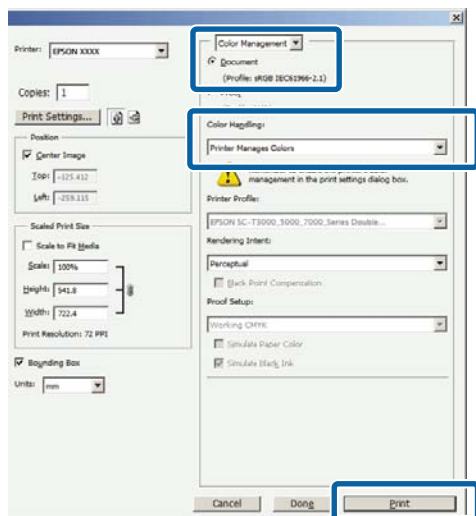 Printer: EPSON XXXX
Copies: 1
Print Settings...
Position
Center Image
Top: -125.412
Left: -259.115
Scaled Print Size
Scale to Fit Media
Scale: 100%
Height: 541.8
Width: 722.4
Print Resolution: 72 PPI
Bounding Box
Units: mm
Color Management
Document
(Profile: sRGB IEC61966-2.1)
Color Handling:
Printer Manages Colors
management in the print settings dialog box.
Printer Profile:
EPSON SC-T3000_5000_7000_Series Double...
Rendering Intent:
Perceptual
Black Point Compensation
Proof Setup:
Working CMYK
Simulate Paper Color
Simulate Black Ink
Cancel
Done
Print